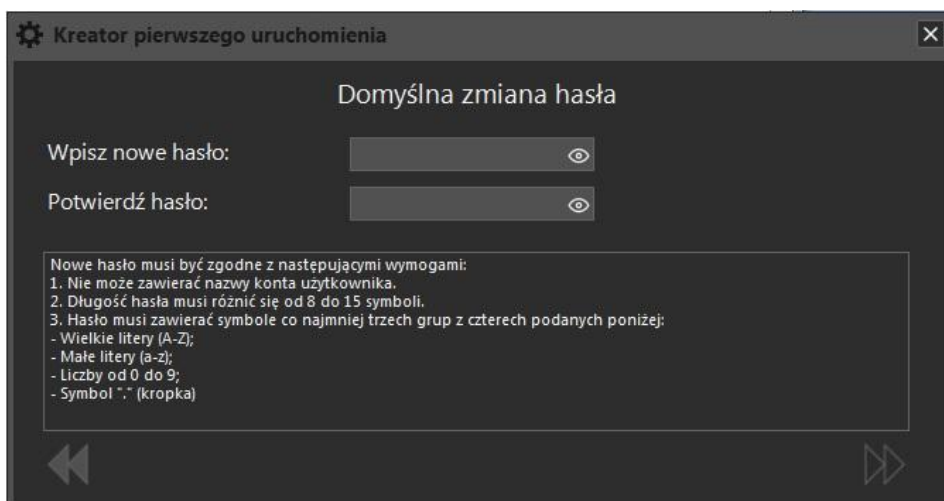 Kreator pierwszego uruchomienia
Domyślna zmiana hasła
Wpisz nowe hasło:
Potwierdź hasło:
Nowe hasło musi być zgodne z następującymi wymogami:
1. Nie może zawierać nazwy konta użytkownika.
2. Długość hasła musi różnić się od 8 do 15 symboli.
3. Hasło musi zawierać symbole co najmniej trzech grup z czterech podanych poniżej:
- Wielkie litery (A-Z);
- Małe litery (a-z);
- Liczby od 0 do 9;
- Symbol "." (kropka)